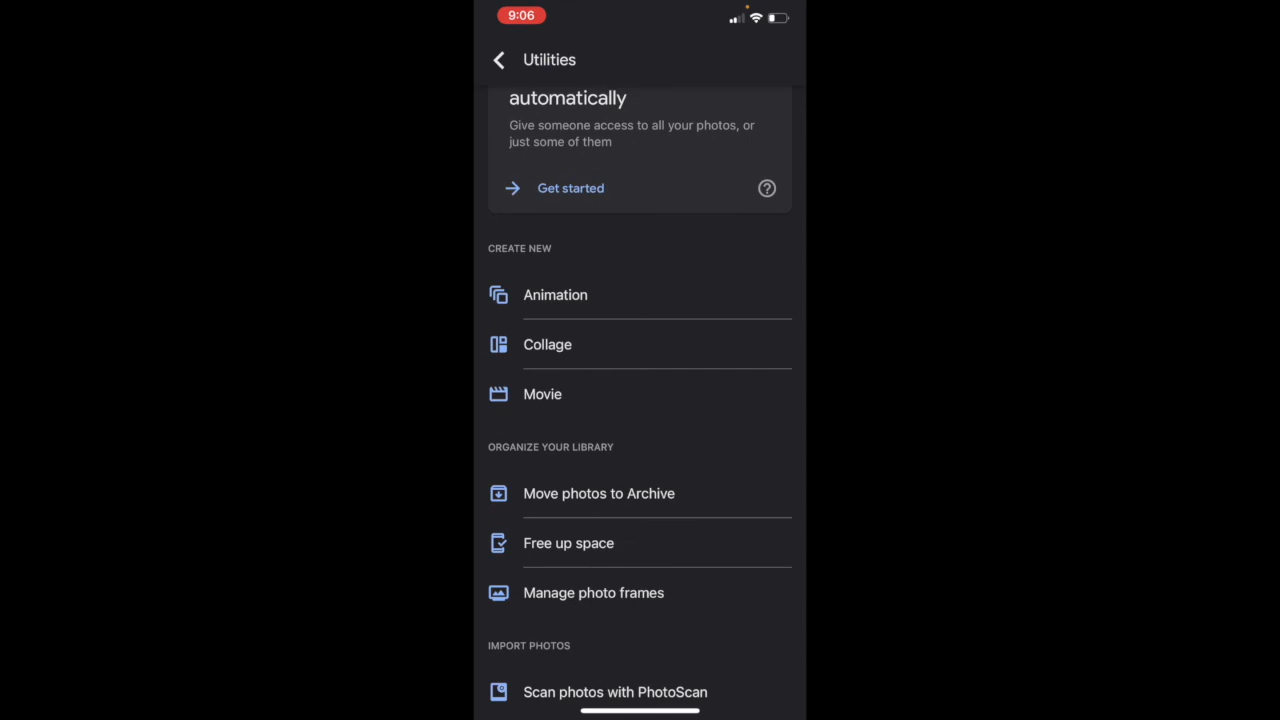 9:06
Utilities
automatically
Give someone access to all your photos, or
just some of them
Get started
CREATE NEW
Animation
Collage
Movie
ORGANIZE YOUR LIBRARY
Move photos to Archive
Free up space
Manage photo frames
IMPORT PHOTOS
Scan photos with PhotoScan